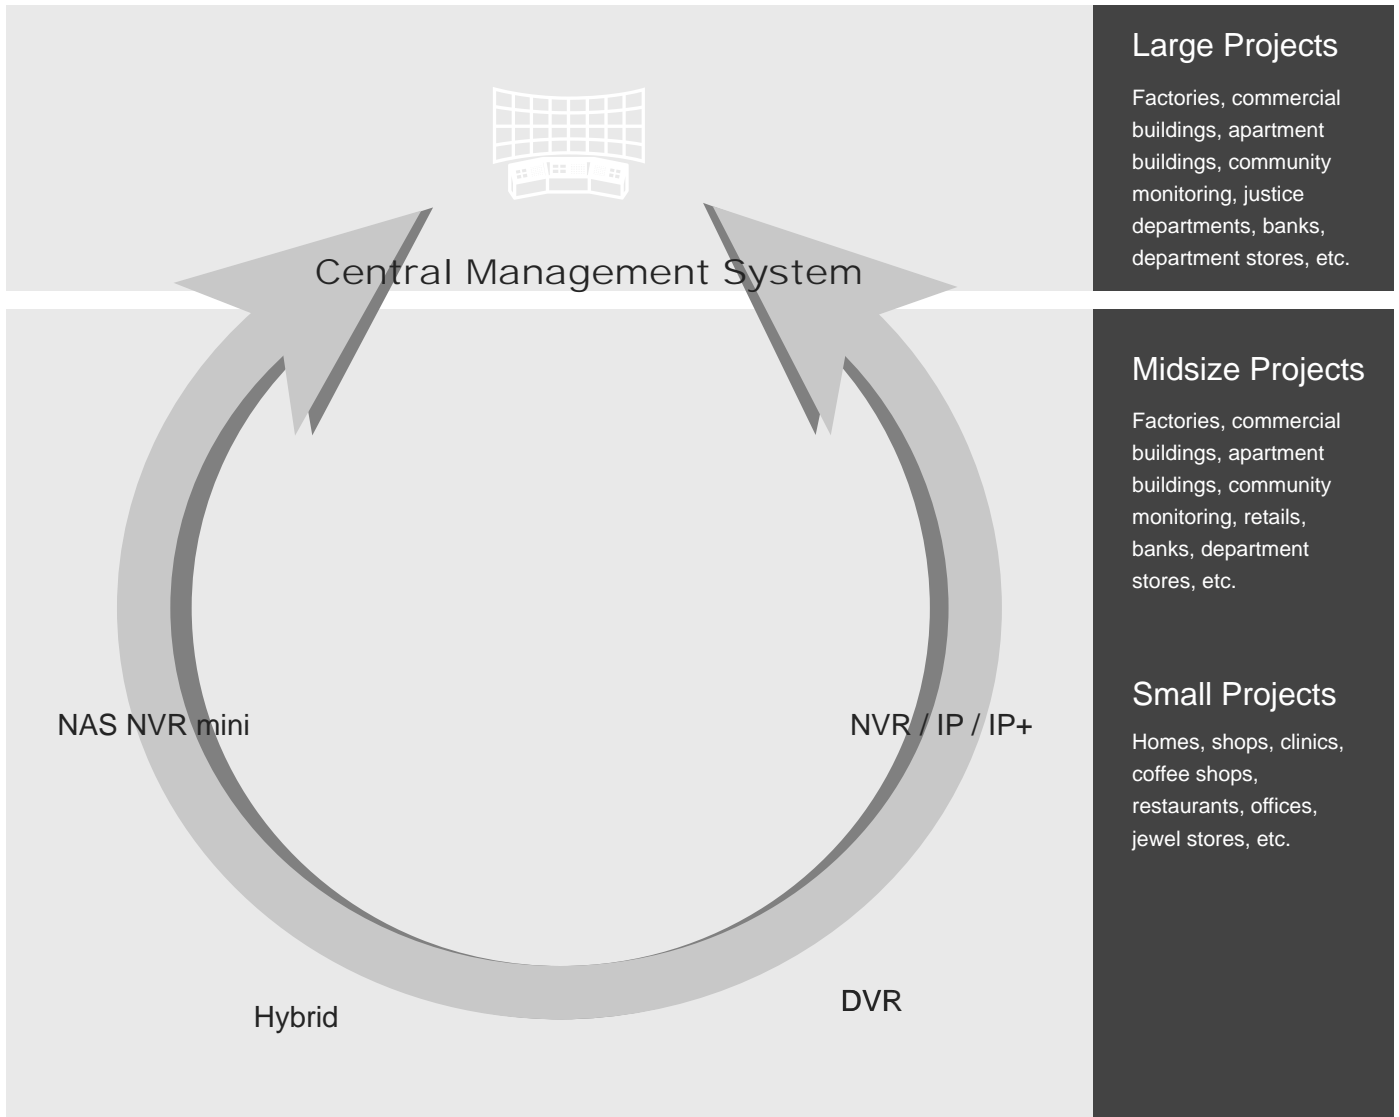 Central Management System
Large Projects
Factories, commercial
buildings, apartment
buildings, community
monitoring, justice
departments, banks,
department stores, etc.
Midsize Projects
Factories, commercial
buildings, apartment
buildings, community
monitoring, retails,
banks, department
stores, etc.
NAS NVR mini
NVR / IP / IP+
Hybrid
DVR
Small Projects
Homes, shops, clinics,
coffee shops,
restaurants, offices,
jewel stores, etc.